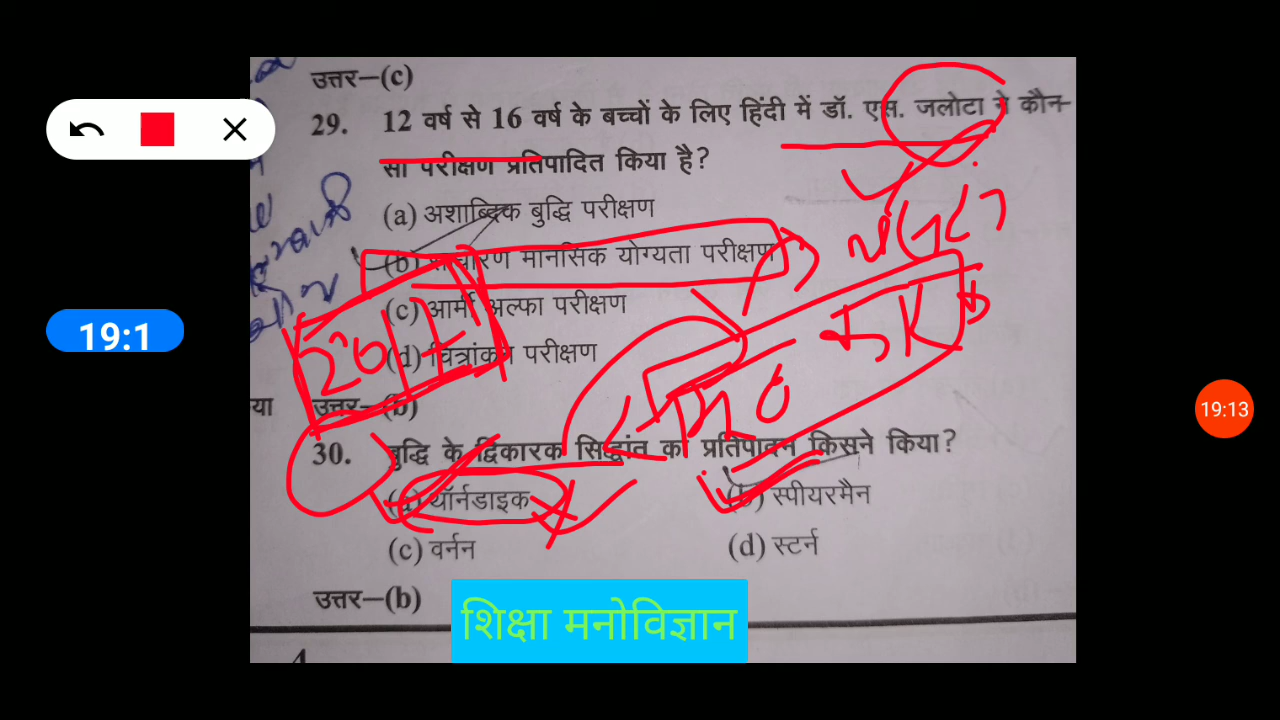 उत्तर–(c)
29. 12 वर्ष से 16 वर्ष के बच्चों के लिए हिंदी में डॉ. एस. जलोटा ने कौन-
सा परीक्षण प्रतिपादित किया है?
(a) अशाब्दिक बुद्धि परीक्षण
(b) साधारण मानसिक योग्यता परीक्षण
(c) आर्मी अल्फा परीक्षण
(d) चित्रांकन परीक्षण
या उत्तर–(b)
30. बुद्धि के द्विकारक सिद्धांत का प्रतिपादन किसने किया?
(a) थॉर्नडाइक (b) स्पीयरमैन
(c) वर्नन (d) स्टर्न
उत्तर–(b)
शिक्षा मनोविज्ञान
19:1
19:13